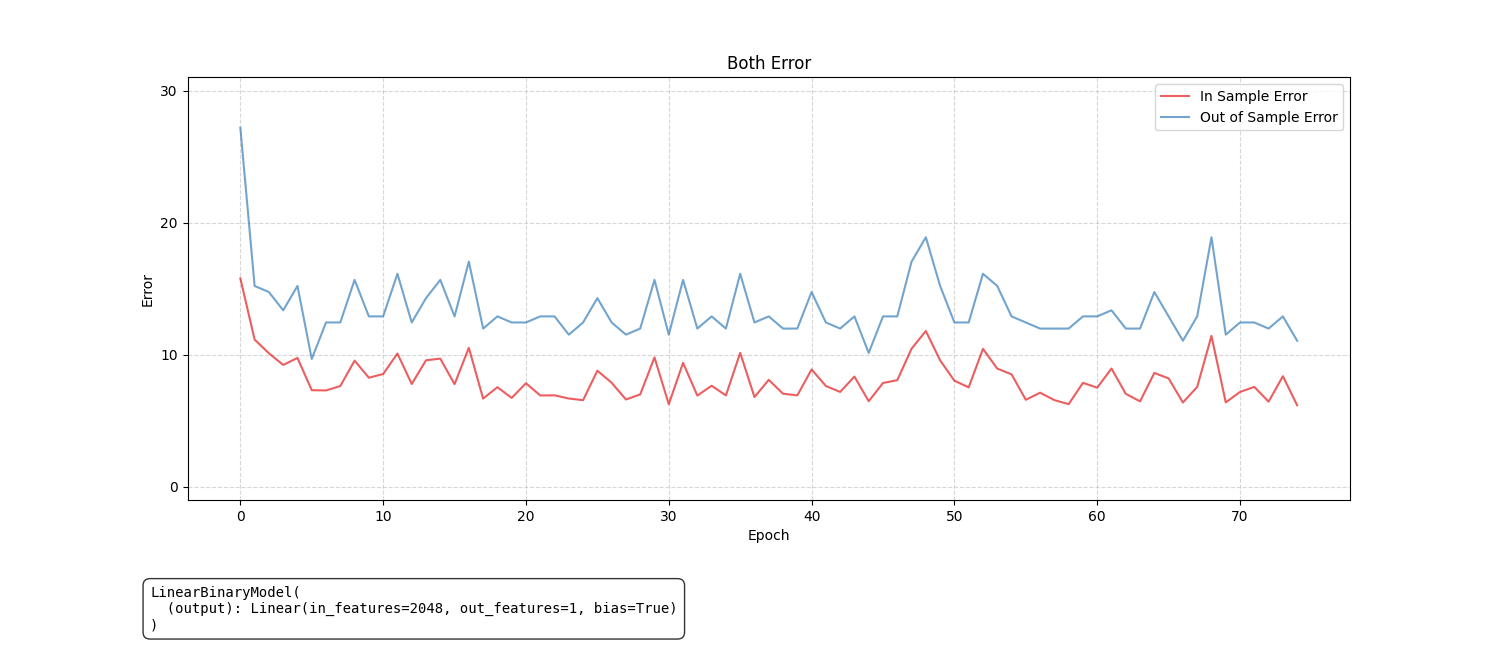 Both Error
30
20
10
0
Error
In Sample Error
Out of Sample Error
0 10 20 30 40 50 60 70
Epoch
LinearBinaryModel(
  (output): Linear(in_features=2048, out_features=1, bias=True)
)